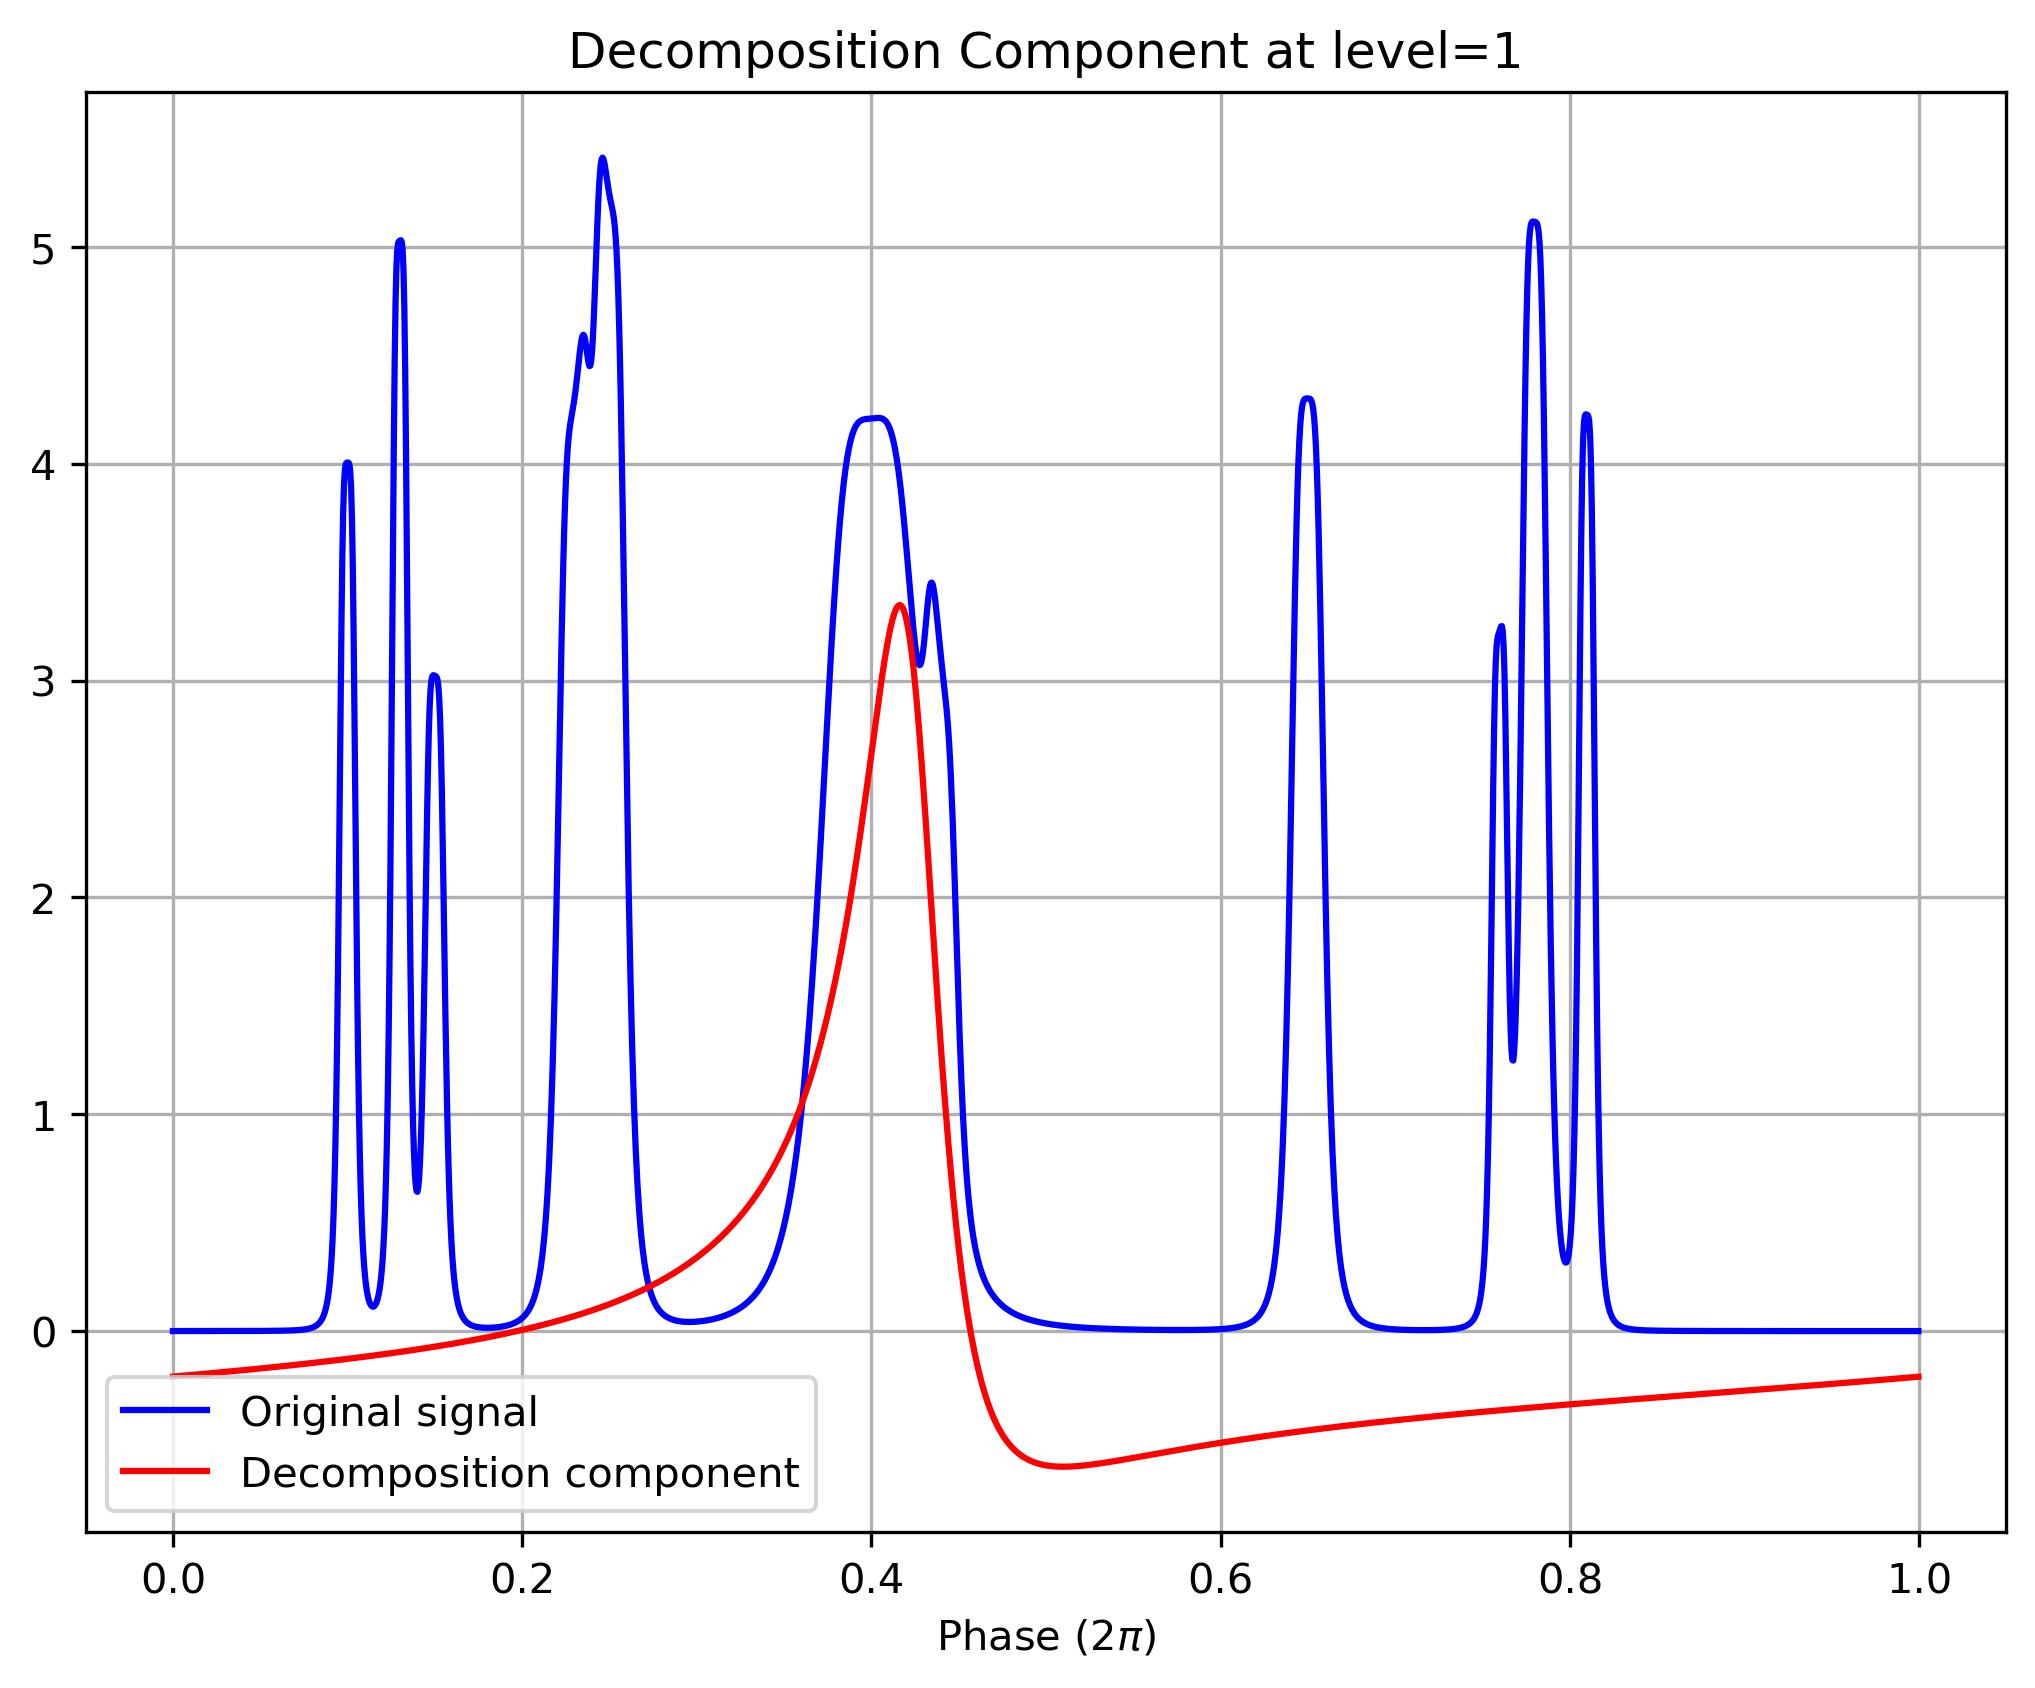 Decomposition Component at level=1
5
4
3
2
1
0
Original signal
Decomposition component
0.0 0.2 0.4 0.6 0.8 1.0
Phase (2π)